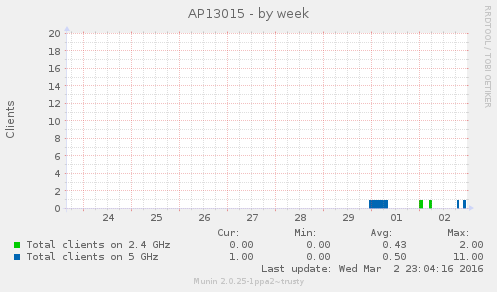 AP13015 - by week
RRDTOOL / TOBI OETIKER
Clients
20
18
16
14
12
10
8
6
4
2
0
24 25 26 27 28 29 01 02
Cur: Min: Avg: Max:
Total clients on 2.4 GHz 0.00 0.00 0.43 2.00
Total clients on 5 GHz 1.00 0.00 0.50 11.00
Last update: Wed Mar 2 23:04:16 2016
Munin 2.0.25-1ppa2~trusty